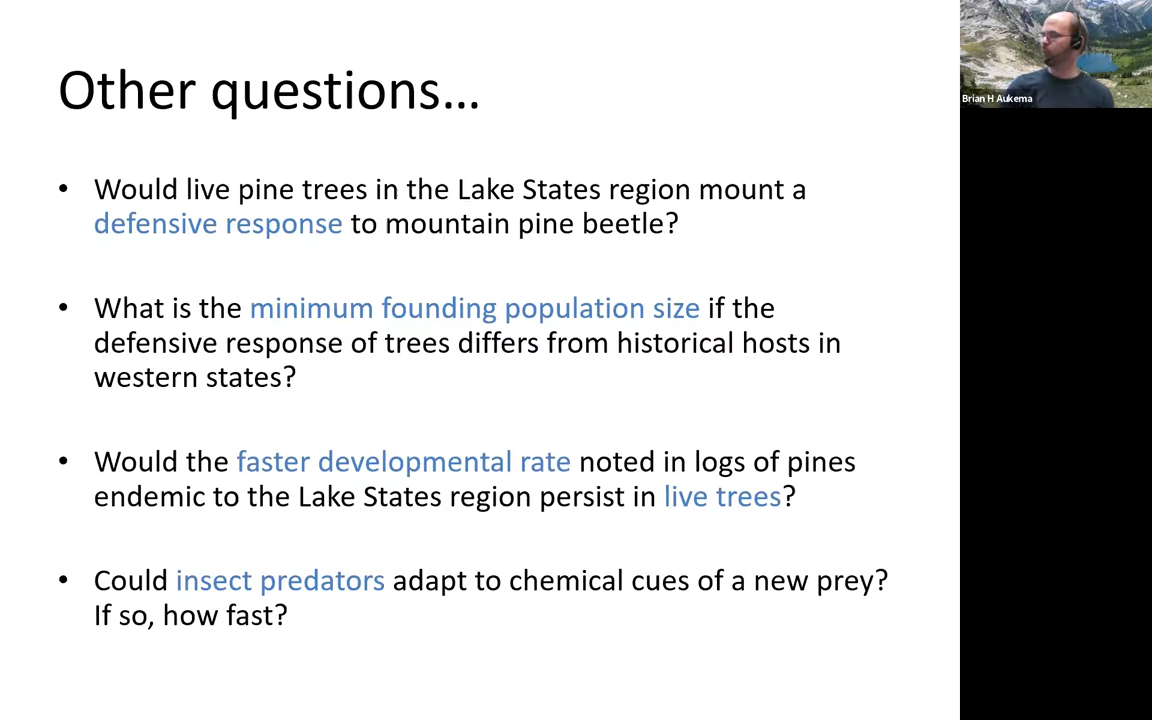 Other questions…
• Would live pine trees in the Lake States region mount a
defensive response to mountain pine beetle?
• What is the minimum founding population size if the
defensive response of trees differs from historical hosts in
western states?
• Would the faster developmental rate noted in logs of pines
endemic to the Lake States region persist in live trees?
• Could insect predators adapt to chemical cues of a new prey?
If so, how fast?
Brian H Aukema